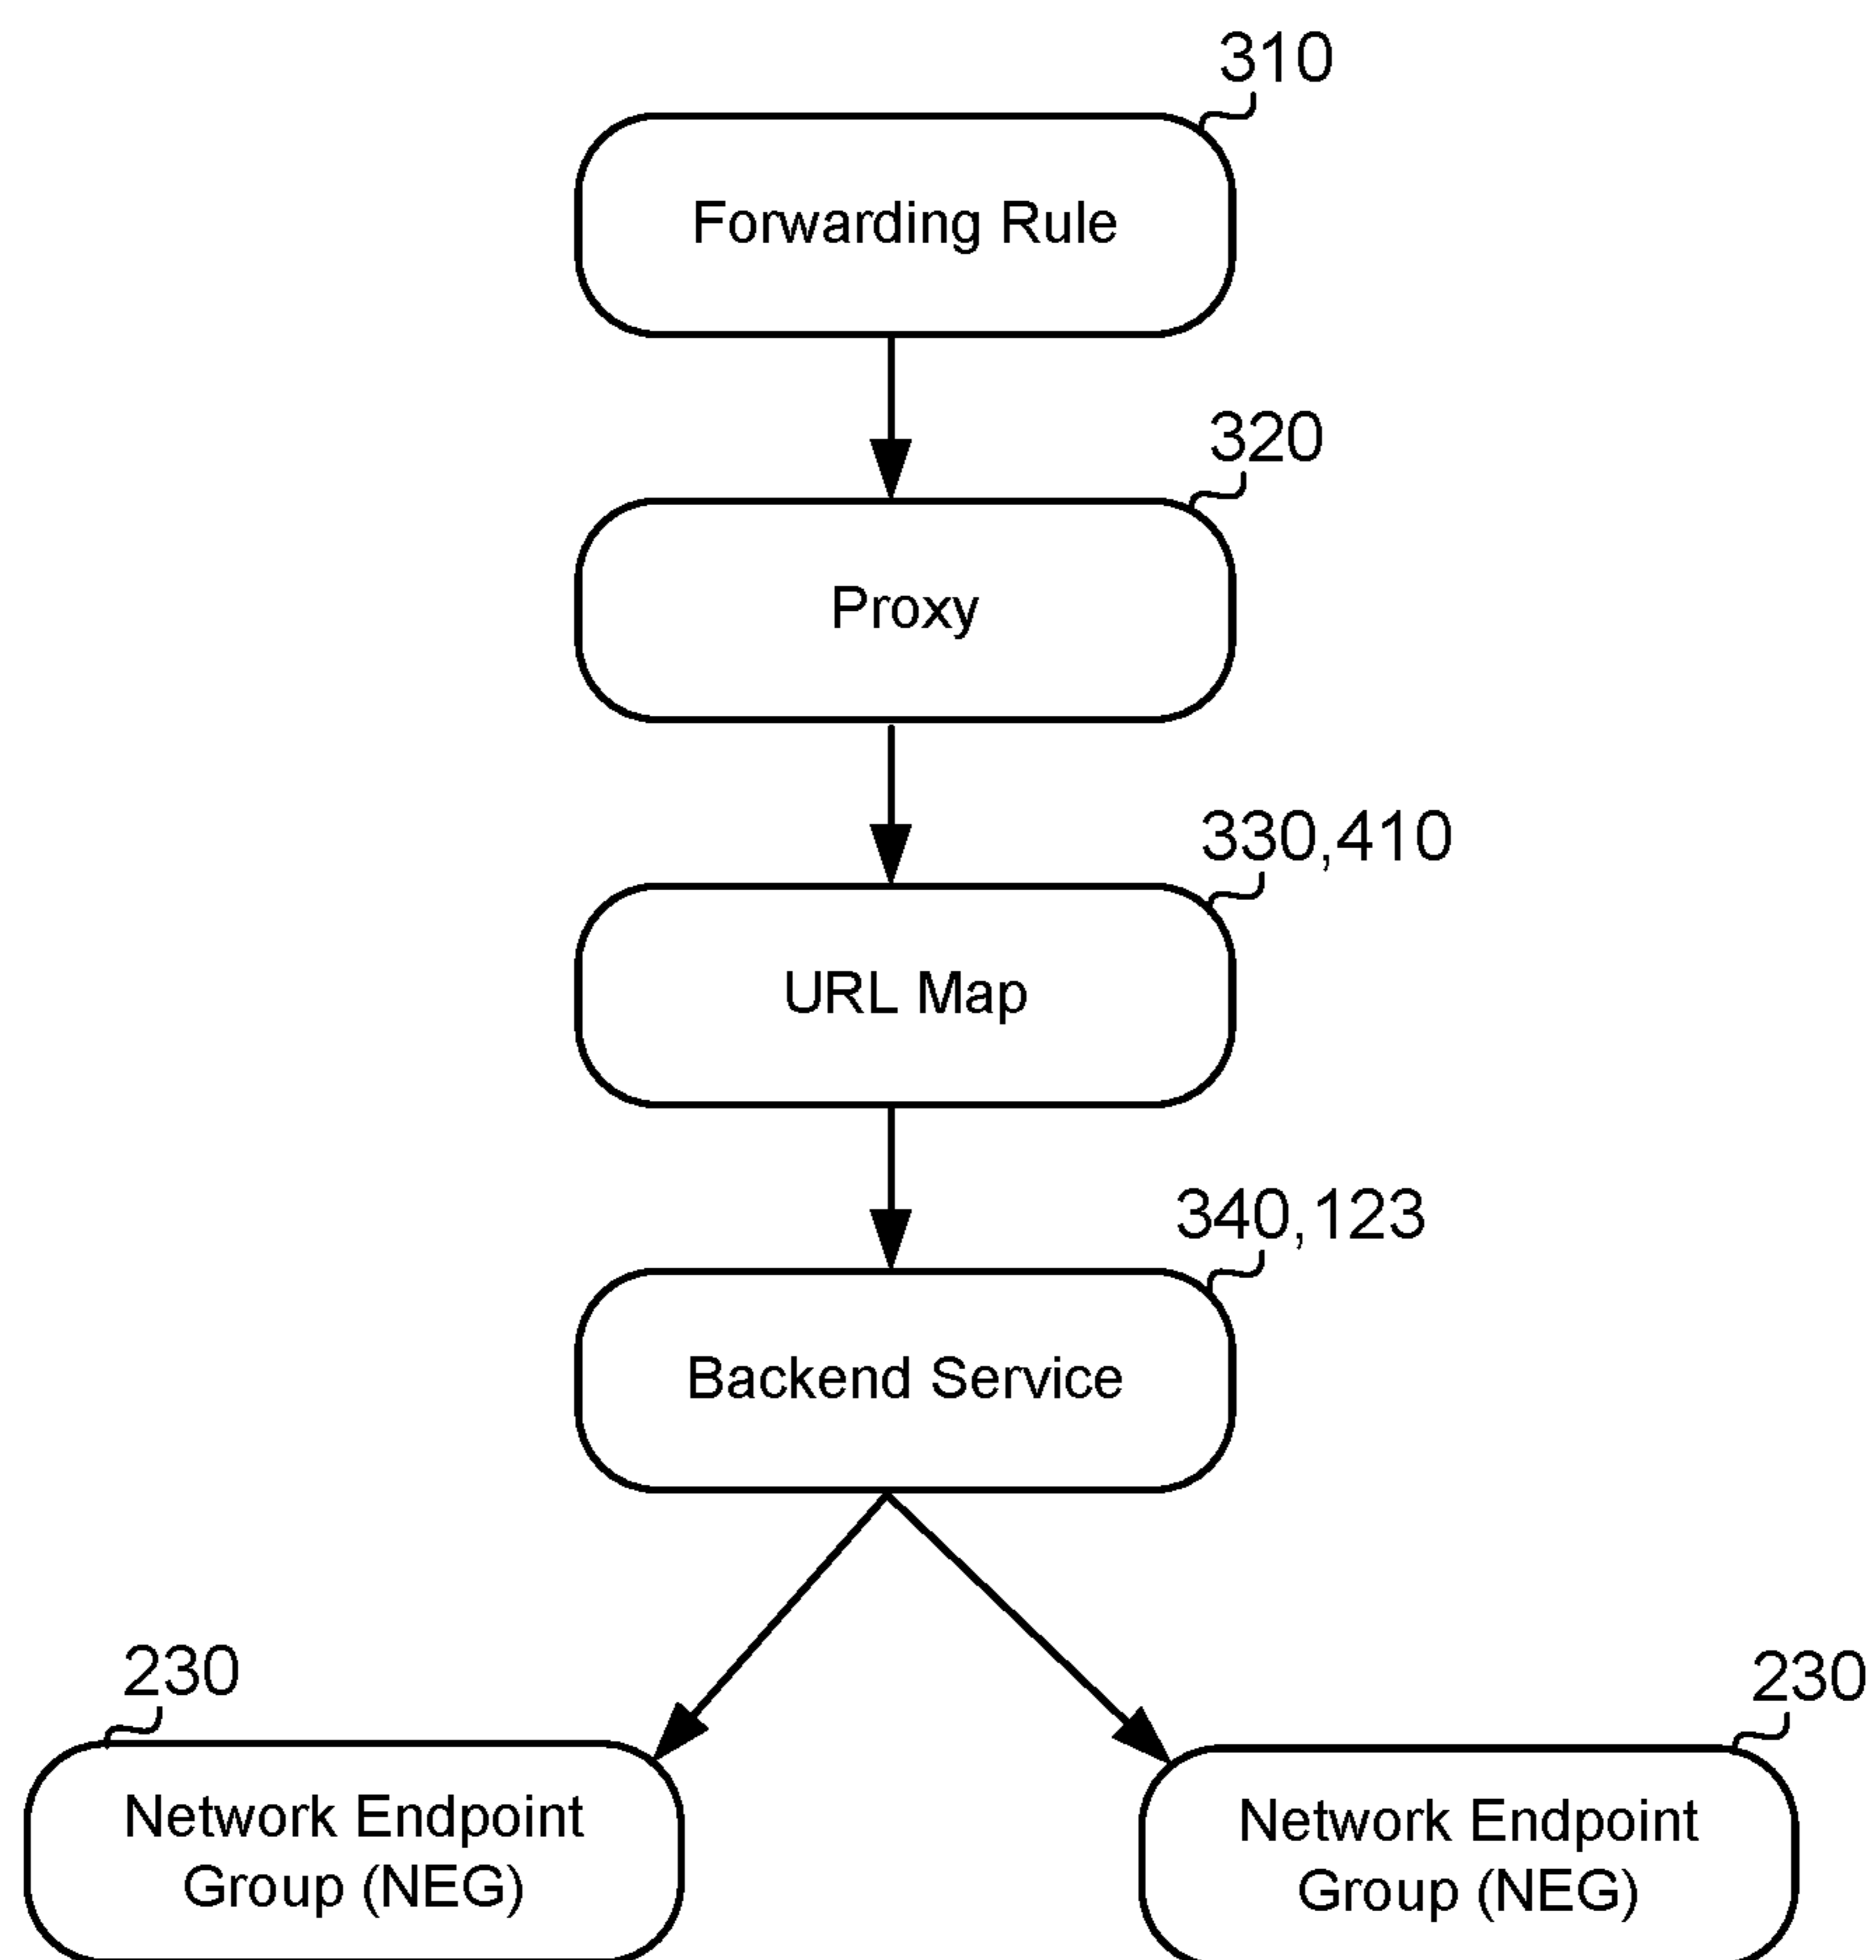 310
Forwarding Rule
320
Proxy
330,410
URL Map
340,123
Backend Service
230
230
Network Endpoint
Group (NEG)
Network Endpoint
Group (NEG)